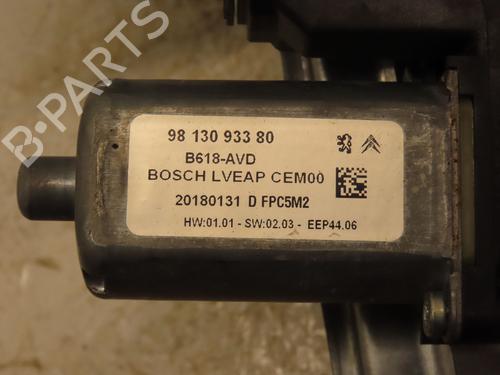 B-PARTS
98 130 933 80
B618-AVD
BOSCH LVEAP CEM00
20180131 D FPC5M2
HW:01.01 - SW:02.03 - EEP44.06